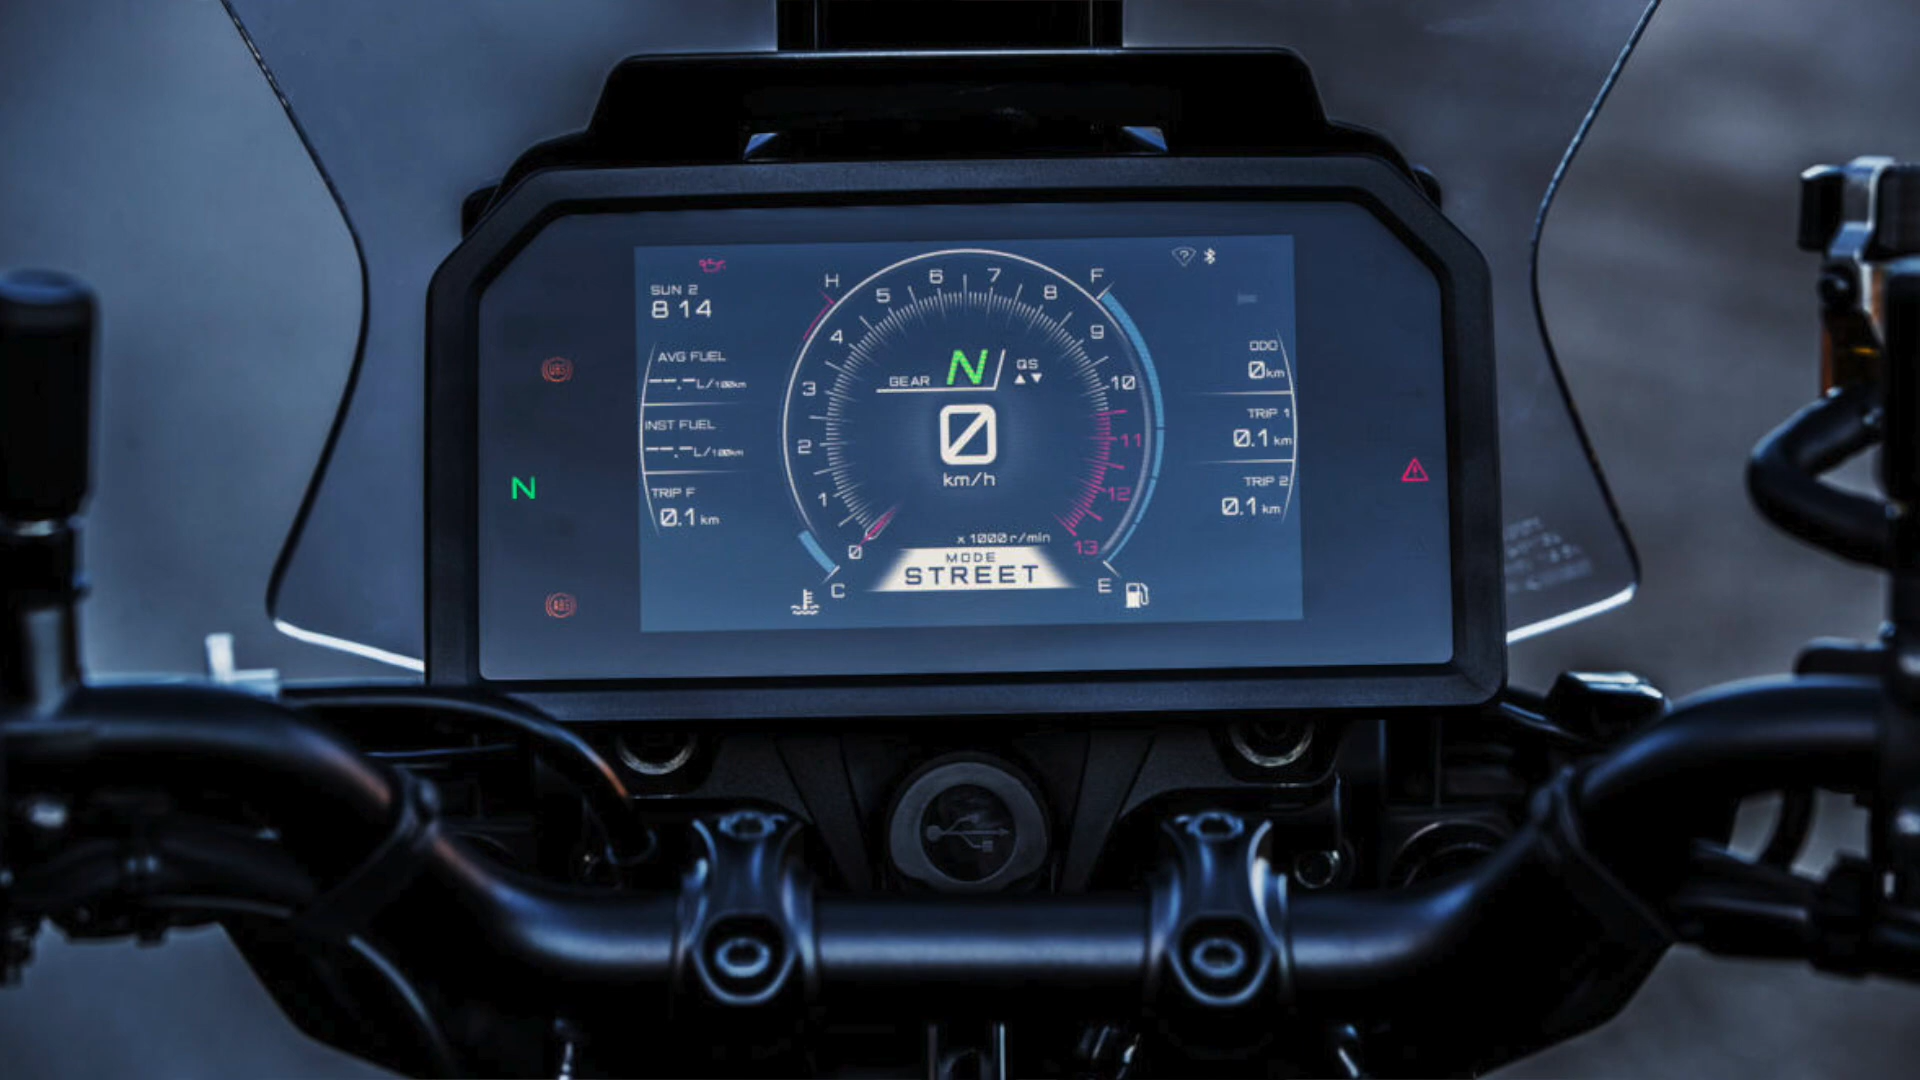 SUN 2
8 14
AVG FUEL
--.-L/100km
INST FUEL
--.-L/100km
TRIP F
0.1 km
N
ABS
H
C
0
1
2
3
4
5
6
7
8
9
10
11
12
13
GEAR N
QS
0
km/h
x 1000 r/min
MODE
STREET
F
E
ODO
0 km
TRIP 1
0.1 km
TRIP 2
0.1 km